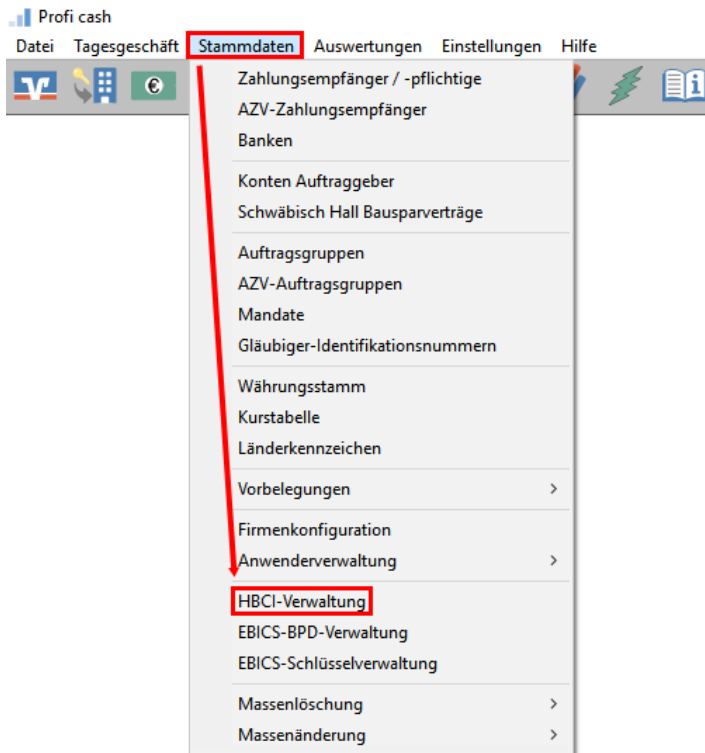 Profi cash
Datei Tagesgeschäft Stammdaten Auswertungen Einstellungen Hilfe
€
Zahlungsempfänger / -pflichtige
AZV-Zahlungsempfänger
Banken
Konten Auftraggeber
Schwäbisch Hall Bausparverträge
Auftragsgruppen
AZV-Auftragsgruppen
Mandate
Gläubiger-Identifikationsnummern
Währungsstamm
Kurstabelle
Länderkennzeichen
Vorbelegungen
Firmenkonfiguration
Anwenderverwaltung
HBCI-Verwaltung
EBICS-BPD-Verwaltung
EBICS-Schlüsselverwaltung
Massenlöschung
Massenänderung